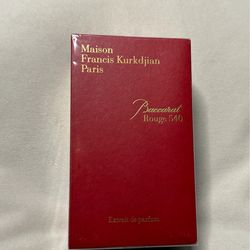 Maison
Francis Kurkdjian
Paris
Baccarat
Rouge 540
Extrait de parfum